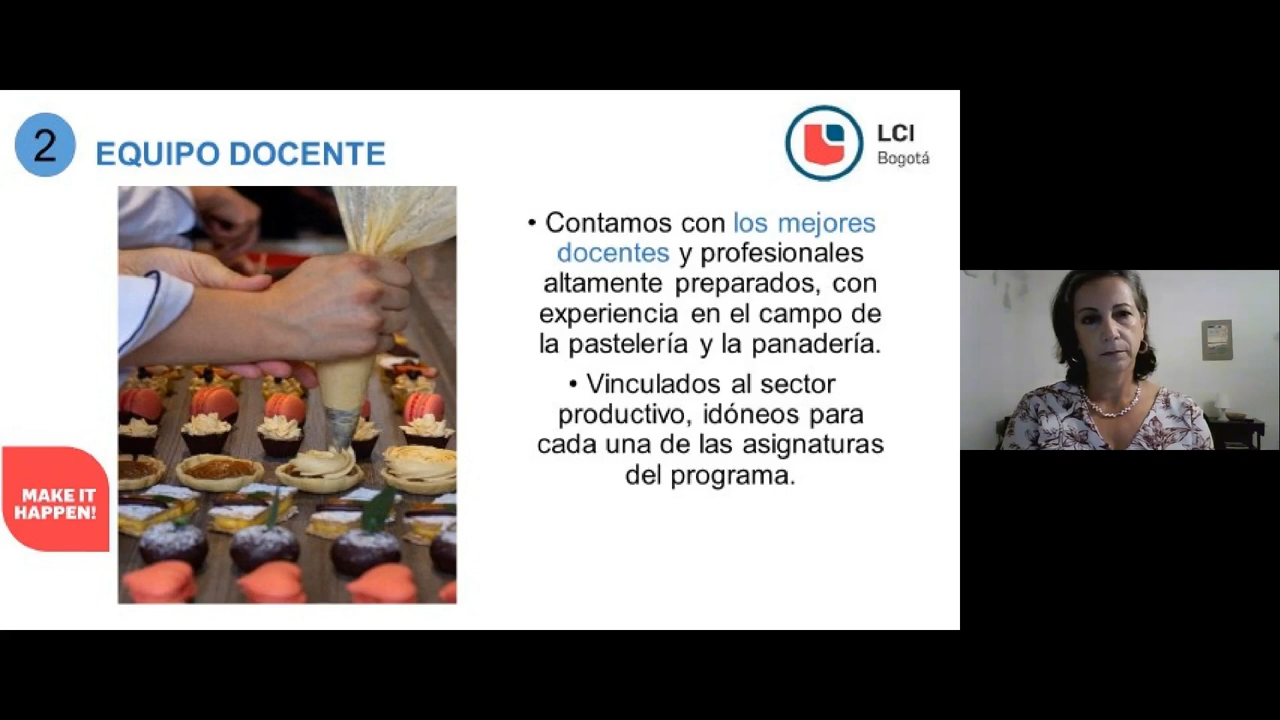 2
EQUIPO DOCENTE
LCI
Bogotá
• Contamos con los mejores
docentes y profesionales
altamente preparados, con
experiencia en el campo de
la pastelería y la panadería.
• Vinculados al sector
productivo, idóneos para
cada una de las asignaturas
del programa.
MAKE IT
HAPPEN!